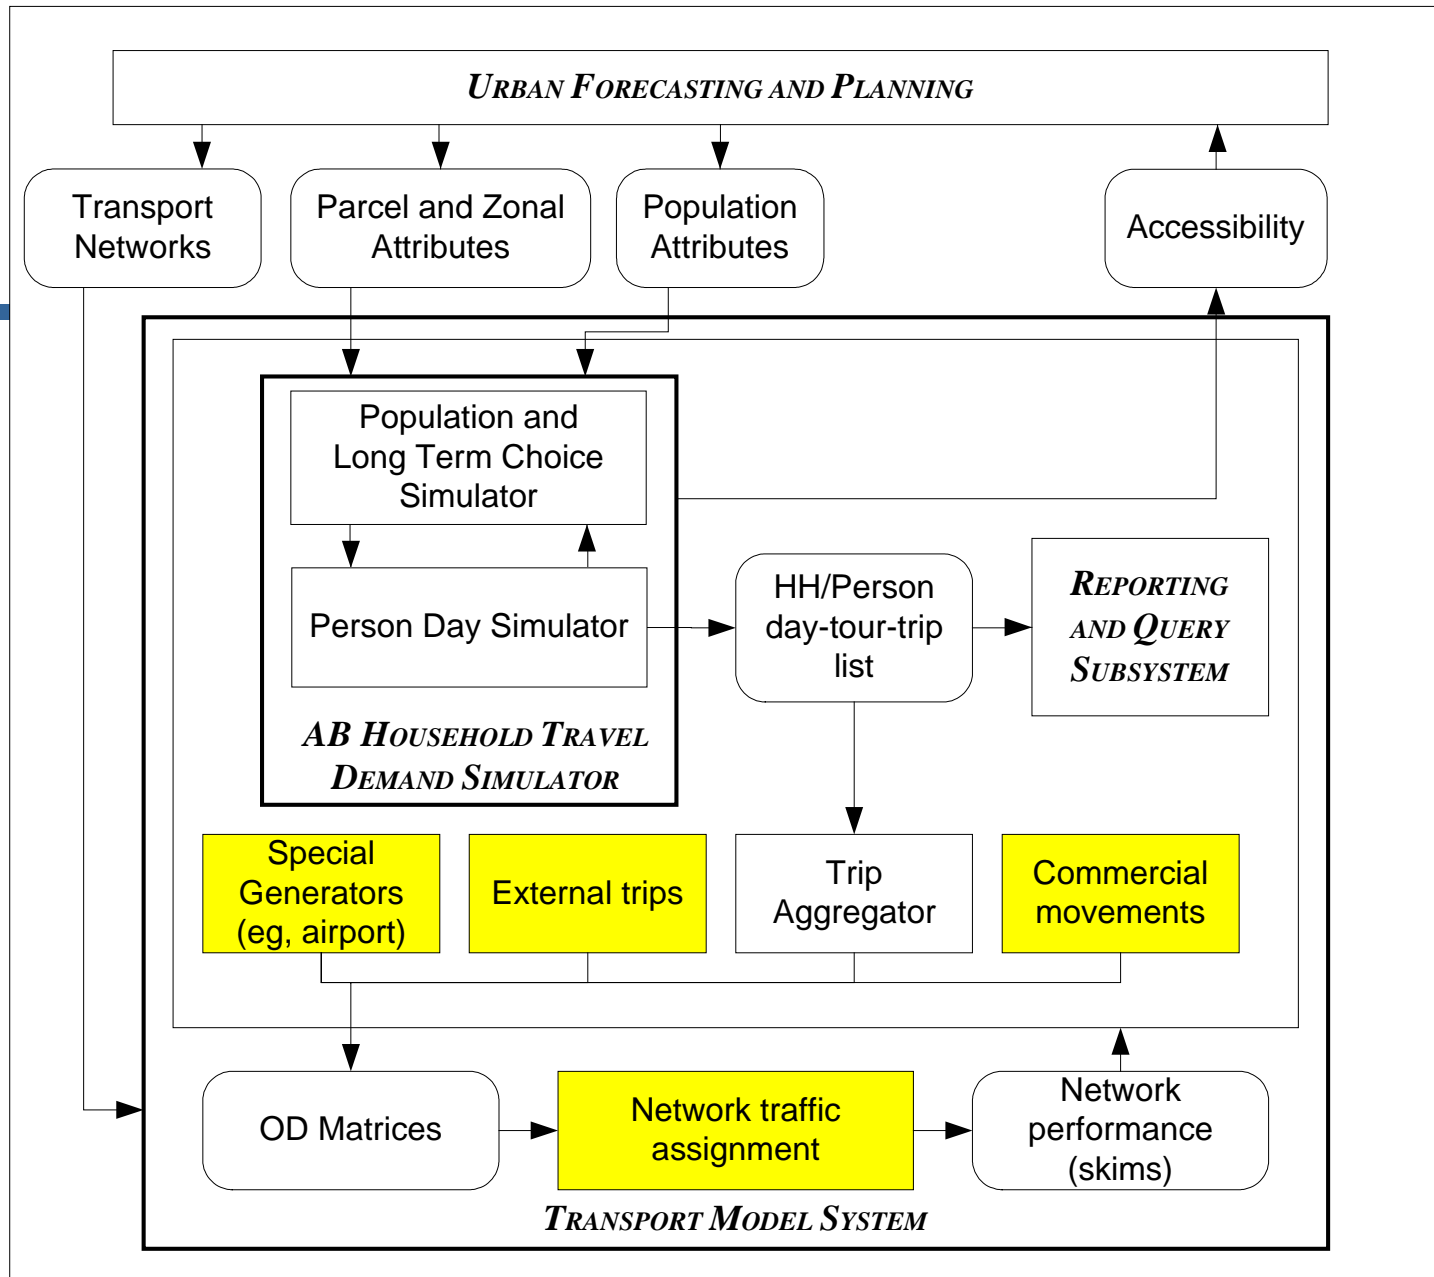 URBAN FORECASTING AND PLANNING
Transport
Networks
Parcel and Zonal
Attributes
Population
Attributes
Accessibility
Population and
Long Term Choice
Simulator
Person Day Simulator
AB HOUSEHOLD TRAVEL
DEMAND SIMULATOR
HH/Person
day-tour-trip
list
REPORTING
AND QUERY
SUBSYSTEM
Special
Generators
(eg, airport)
External trips
Trip
Aggregator
Commercial
movements
OD Matrices
Network traffic
assignment
Network
performance
(skims)
TRANSPORT MODEL SYSTEM